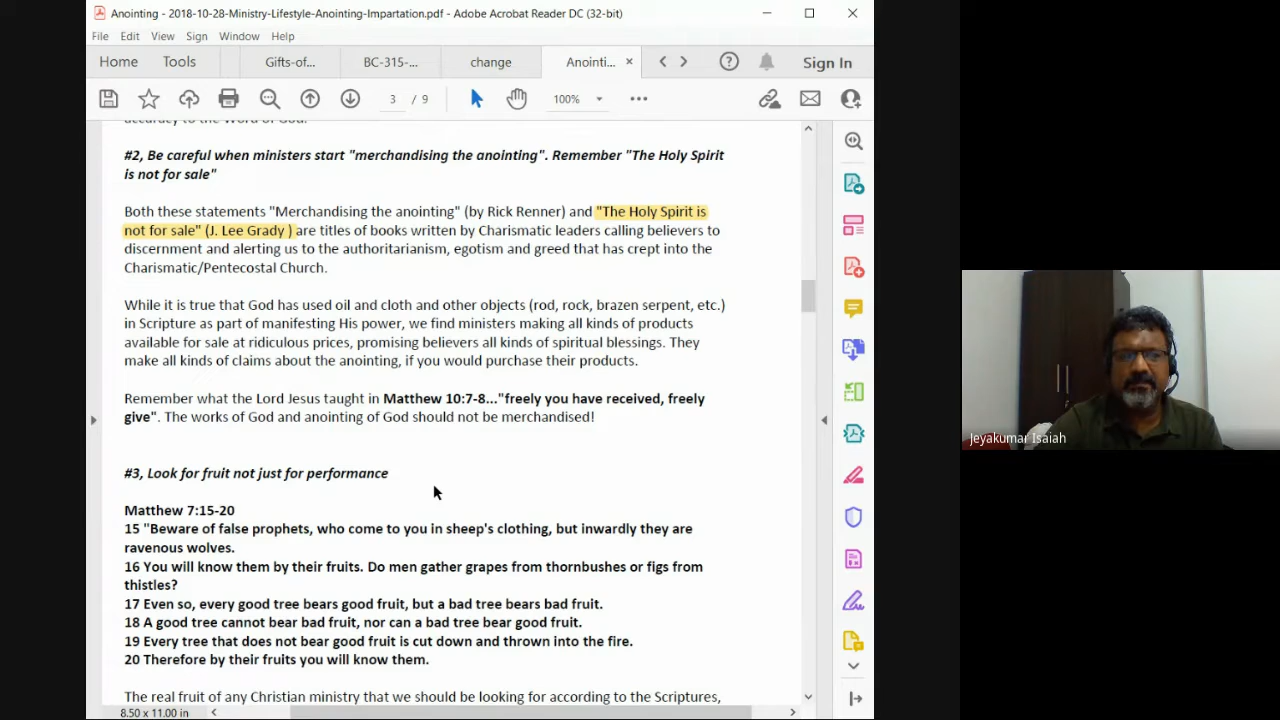 Anointing - 2018-10-28-Ministry-Lifestyle-Anointing-Impartation.pdf - Adobe Acrobat Reader DC (32-bit)
File Edit View Sign Window Help
Home Tools Gifts-of... BC-315-... change Anointi... × Sign In
3 / 9 100%
accuracy to the Word of God.
#2, Be careful when ministers start "merchandising the anointing". Remember "The Holy Spirit
is not for sale"
Both these statements "Merchandising the anointing" (by Rick Renner) and "The Holy Spirit is
not for sale" (J. Lee Grady ) are titles of books written by Charismatic leaders calling believers to
discernment and alerting us to the authoritarianism, egotism and greed that has crept into the
Charismatic/Pentecostal Church.
While it is true that God has used oil and cloth and other objects (rod, rock, brazen serpent, etc.)
in Scripture as part of manifesting His power, we find ministers making all kinds of products
available for sale at ridiculous prices, promising believers all kinds of spiritual blessings. They
make all kinds of claims about the anointing, if you would purchase their products.
Remember what the Lord Jesus taught in Matthew 10:7-8..."freely you have received, freely
give". The works of God and anointing of God should not be merchandised!
#3, Look for fruit not just for performance
Matthew 7:15-20
15 "Beware of false prophets, who come to you in sheep's clothing, but inwardly they are
ravenous wolves.
16 You will know them by their fruits. Do men gather grapes from thornbushes or figs from
thistles?
17 Even so, every good tree bears good fruit, but a bad tree bears bad fruit.
18 A good tree cannot bear bad fruit, nor can a bad tree bear good fruit.
19 Every tree that does not bear good fruit is cut down and thrown into the fire.
20 Therefore by their fruits you will know them.
The real fruit of any Christian ministry that we should be looking for according to the Scriptures,
8.50 x 11.00 in
Jeyakumar Isaiah